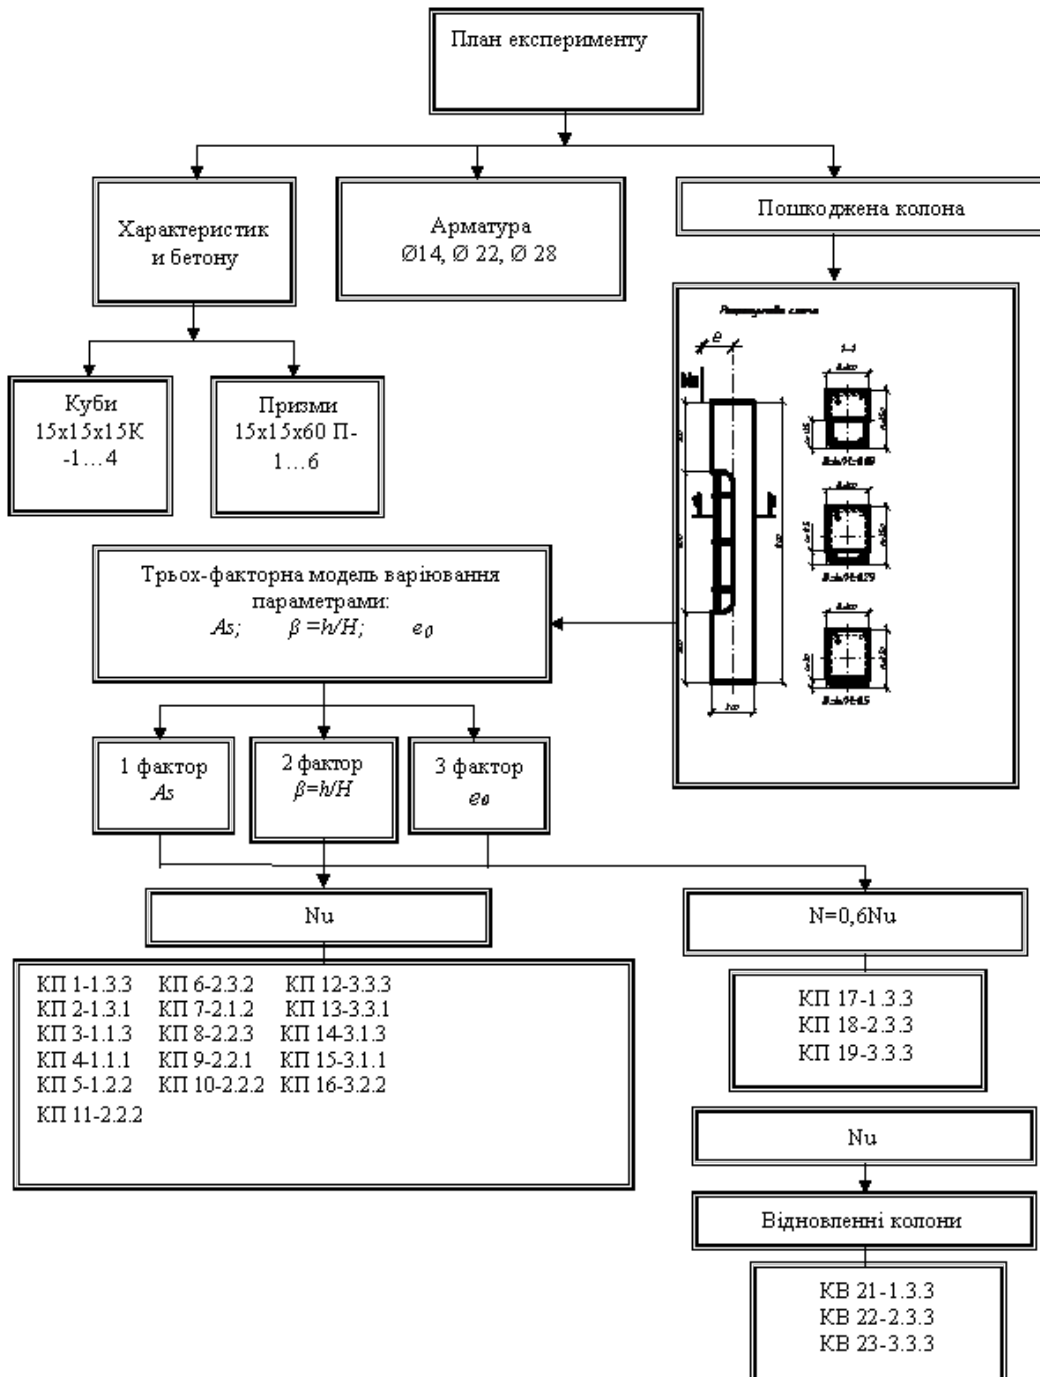 План експерименту
Характеристик
и бетону
Арматура
Ø14, Ø 22, Ø 28
Пошкоджена колона
Куби
15х15х15К
-1…4
Призми
15х15х60 П-
1…6
e
1-1
Трьох-факторна модель варіювання
параметрами:
As; β =h/H; e0
1 фактор
As
2 фактор
β=h/H
3 фактор
e0
Nu
N=0,6Nu
КП 1-1.3.3 КП 6-2.3.2 КП 12-3.3.3
КП 2-1.3.1 КП 7-2.1.2 КП 13-3.3.1
КП 3-1.1.3 КП 8-2.2.3 КП 14-3.1.3
КП 4-1.1.1 КП 9-2.2.1 КП 15-3.1.1
КП 5-1.2.2 КП 10-2.2.2 КП 16-3.2.2
КП 11-2.2.2
КП 17-1.3.3
КП 18-2.3.3
КП 19-3.3.3
Nu
Відновленні колони
КВ 21-1.3.3
КВ 22-2.3.3
КВ 23-3.3.3